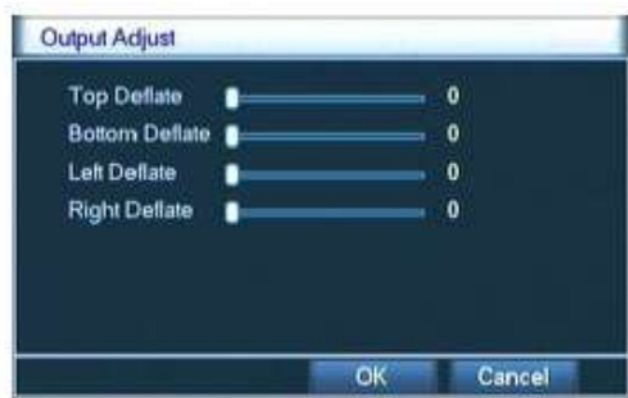 Output Adjust
Top Deflate 0
Bottom Deflate 0
Left Deflate 0
Right Deflate 0
OK Cancel